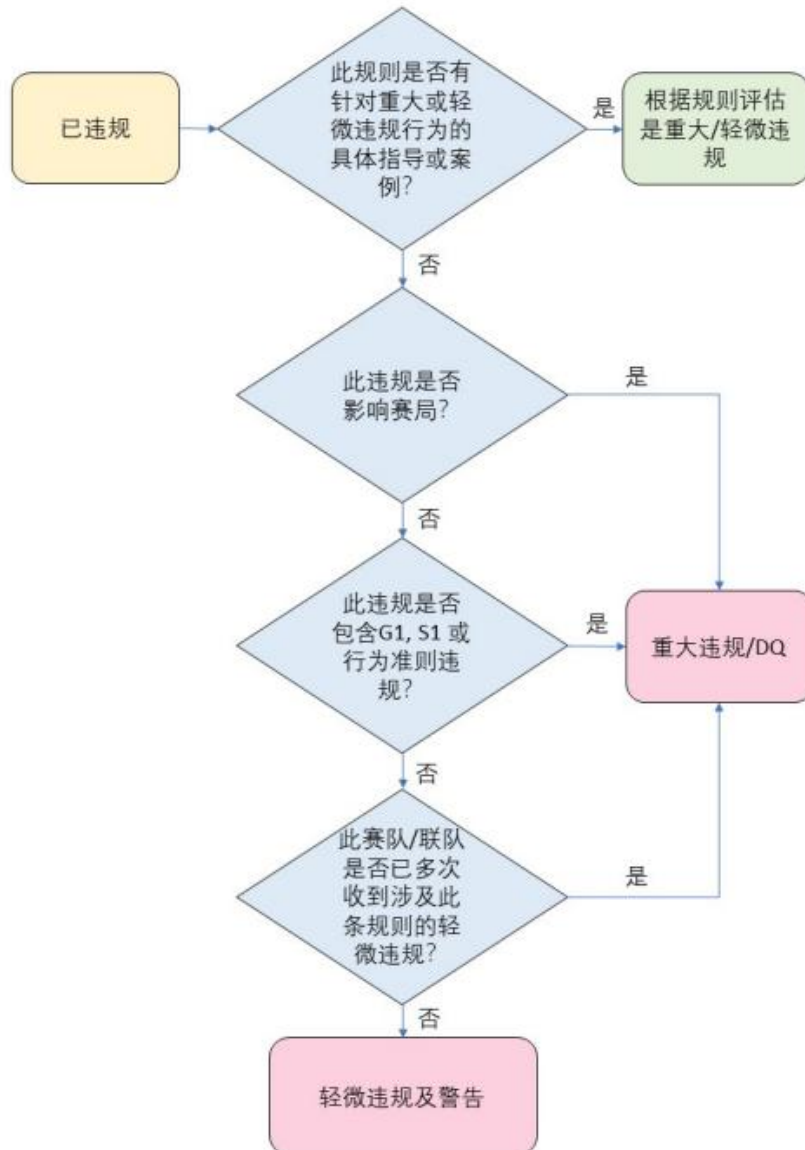 已违规
此规则是否有
针对重大或轻
微违规行为的
具体指导或案
例？
是
根据规则评估
是重大/轻微违
规
否
此违规是否
影响赛局？
是
否
此违规是否
包含G1, S1 或
行为准则违
规？
是
重大违规/DQ
否
此赛队/联队
是否已多次
收到涉及此
条规则的轻
微违规？
是
否
轻微违规及警告